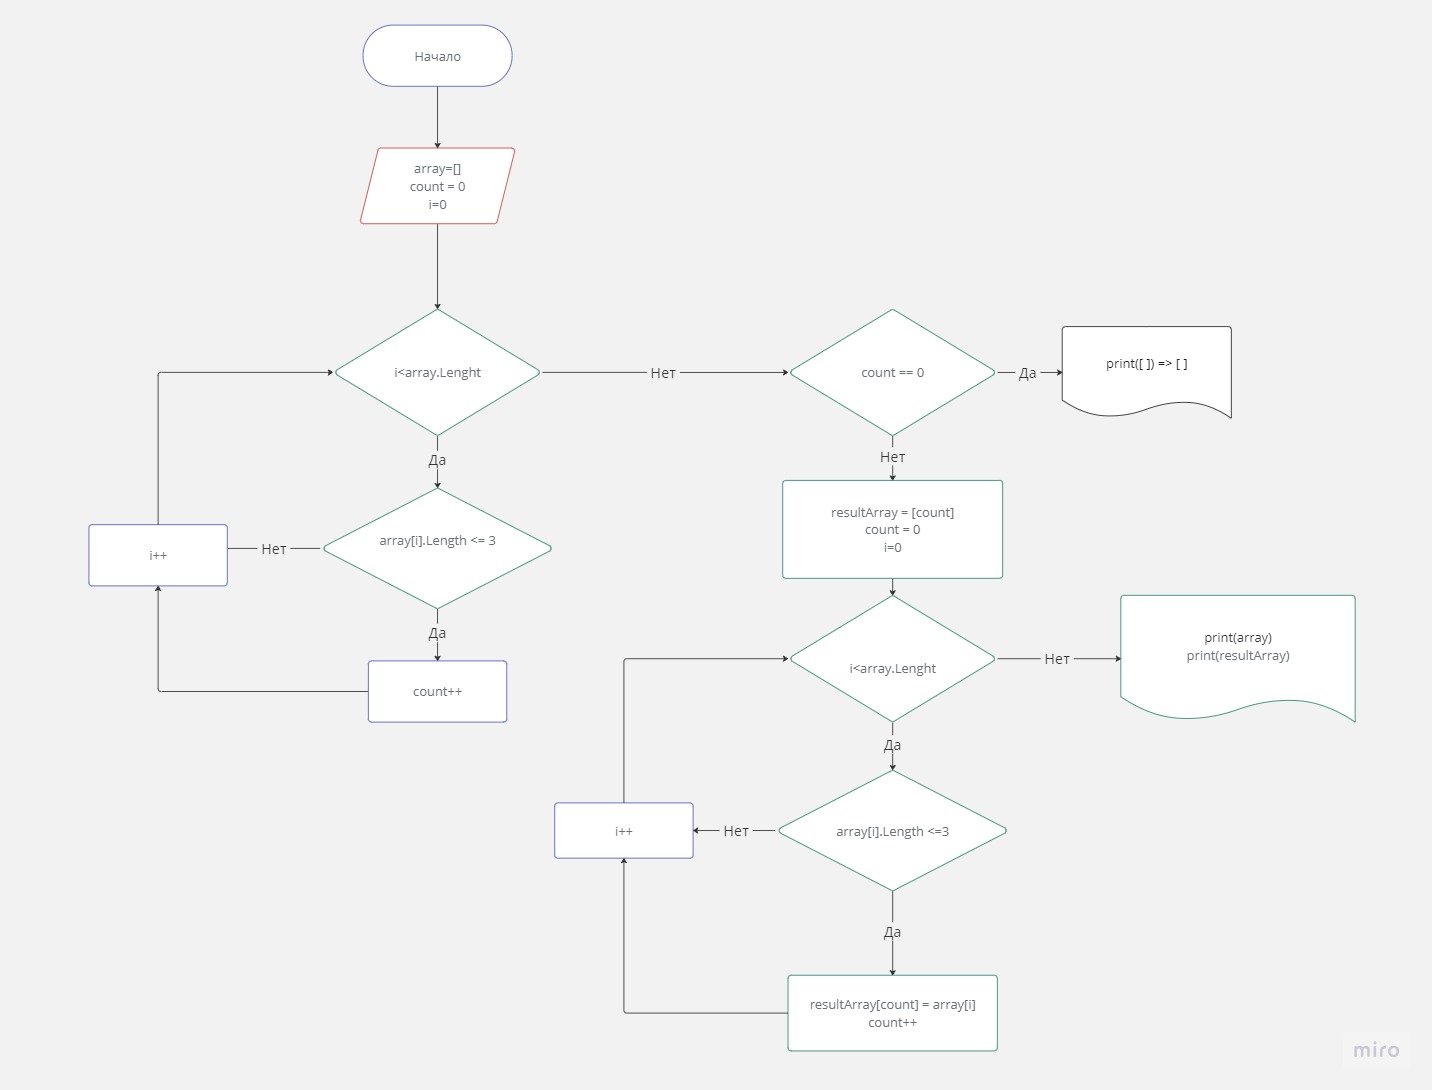 Начало
array=[]
count = 0
i=0
i<array.Lenght
Нет
count == 0
Да
print([ ]) => [ ]
Да
Нет
array[i].Length <= 3
Нет
i++
Да
count++
resultArray = [count]
count = 0
i=0
i<array.Lenght
Нет
print(array)
print(resultArray)
Да
array[i].Length <=3
Нет
i++
Да
resultArray[count] = array[i]
count++
miro